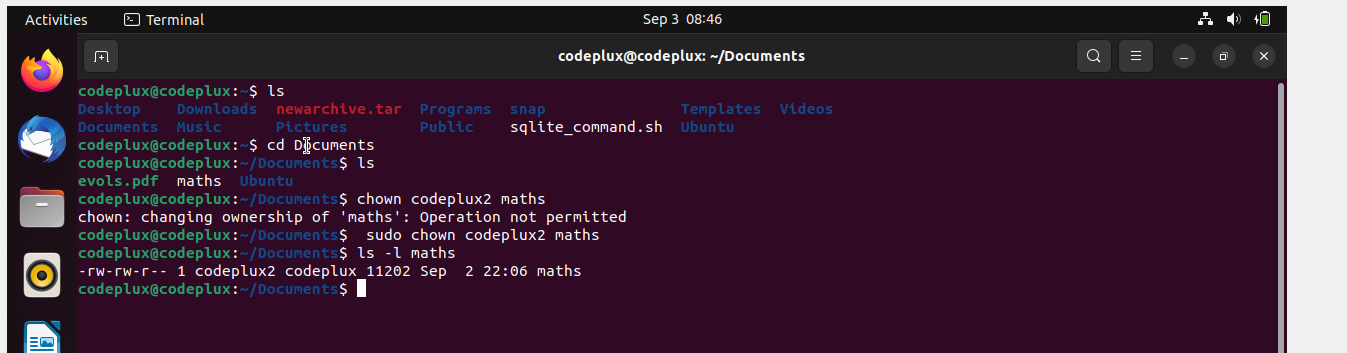 Activities Terminal Sep 3 08:46
codeplux@codeplux: ~/Documents
codeplux@codeplux:~$ ls
Desktop Downloads newarchive.tar Programs snap Templates Videos
Documents Music Pictures Public sqlite_command.sh Ubuntu
codeplux@codeplux:~$ cd Documents
codeplux@codeplux:~/Documents$ ls
evols.pdf maths Ubuntu
codeplux@codeplux:~/Documents$ chown codeplux2 maths
chown: changing ownership of 'maths': Operation not permitted
codeplux@codeplux:~/Documents$  sudo chown codeplux2 maths
codeplux@codeplux:~/Documents$ ls -l maths
-rw-rw-r-- 1 codeplux2 codeplux 11202 Sep  2 22:06 maths
codeplux@codeplux:~/Documents$